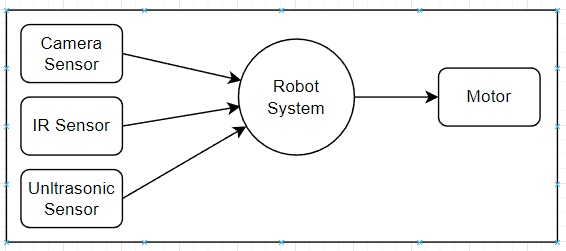 Camera
Sensor
IR Sensor
Unltrasonic
Sensor
Robot
System
Motor